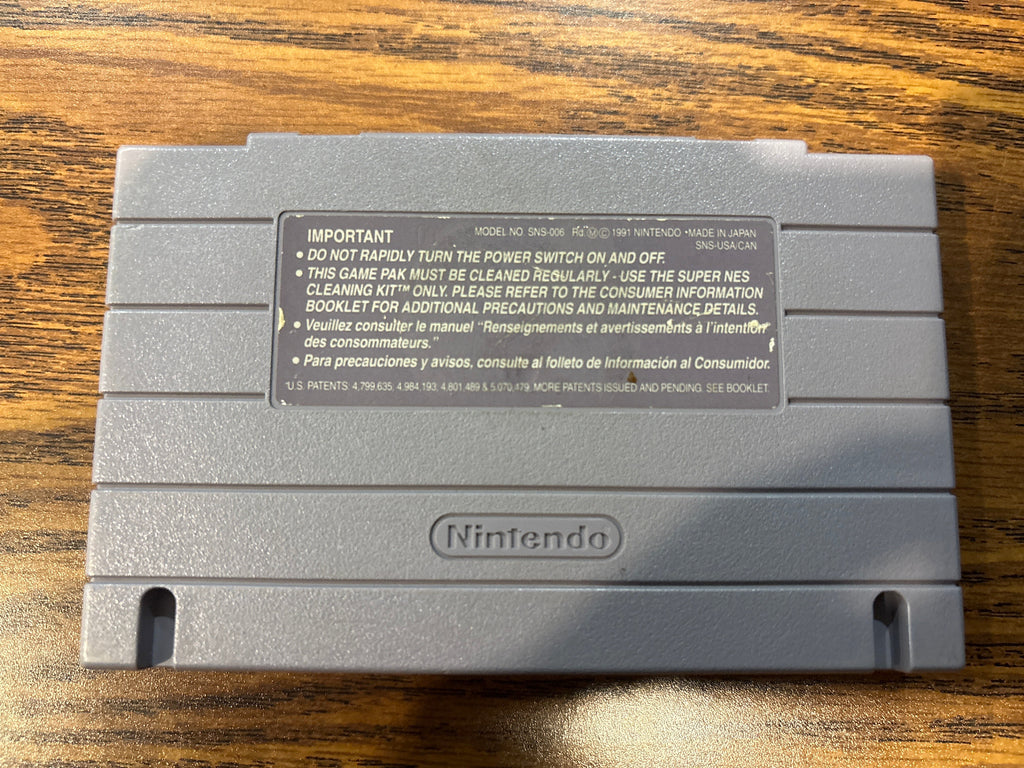 IMPORTANT MODEL NO SNS-006 Ⓜ © 1991 NINTENDO • MADE IN JAPAN
SNS-USA/CAN
• DO NOT RAPIDLY TURN THE POWER SWITCH ON AND OFF.
• THIS GAME PAK MUST BE CLEANED REGULARLY - USE THE SUPER NES
CLEANING KIT™ ONLY. PLEASE REFER TO THE CONSUMER INFORMATION
BOOKLET FOR ADDITIONAL PRECAUTIONS AND MAINTENANCE DETAILS.
• Veuillez consulter le manuel "Renseignements et avertissements à l'intention
des consommateurs."
• Para precauciones y avisos, consulte al folleto de Información al Consumidor.
U.S. PATENTS: 4,799,635, 4,984,193, 4,801,489 & 5,070,479. MORE PATENTS ISSUED AND PENDING. SEE BOOKLET.
Nintendo